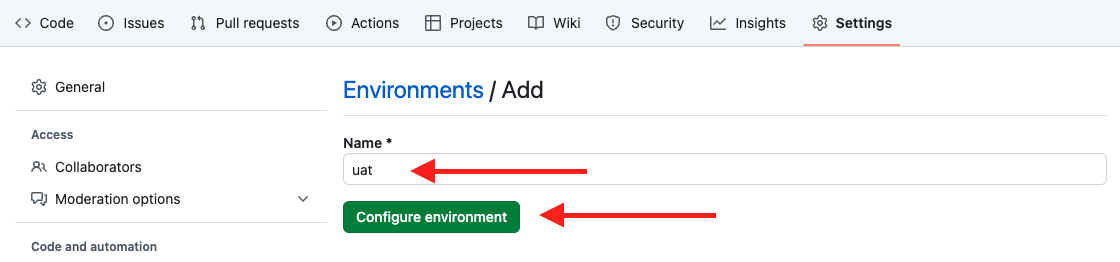 Code Issues Pull requests Actions Projects Wiki Security Insights Settings
General
Access
Collaborators
Moderation options
Code and automation
Environments / Add
Name *
uat
Configure environment